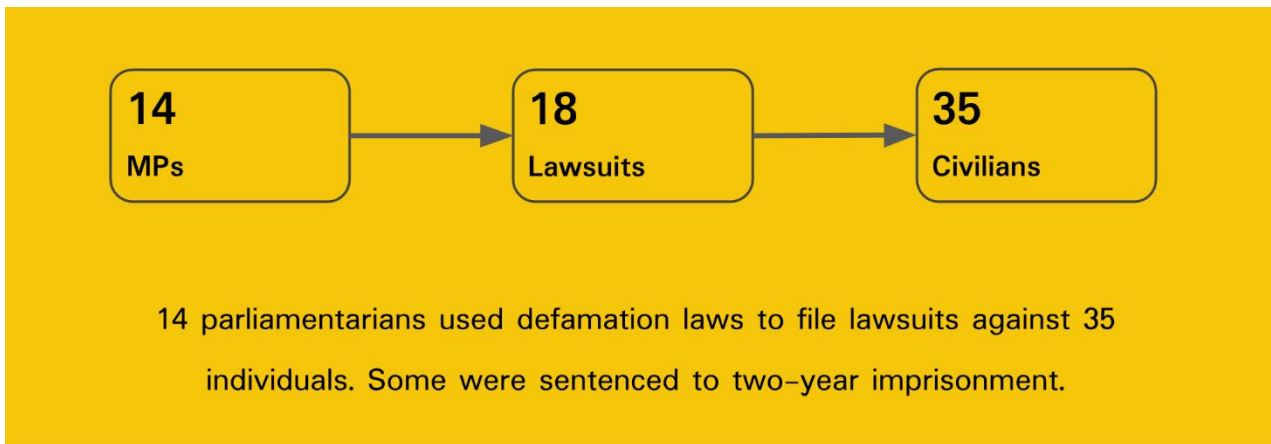 14
MPs
18
Lawsuits
35
Civilians
14 parliamentarians used defamation laws to file lawsuits against 35
individuals. Some were sentenced to two-year imprisonment.